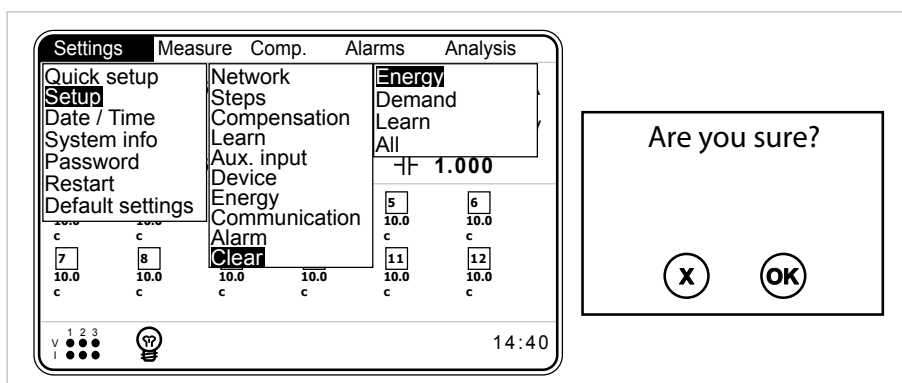 Settings Measure Comp. Alarms Analysis
Quick setup
Setup
Date / Time
System info
Password
Restart
Default settings
Network
Steps
Compensation
Learn
Aux. input
Device
Energy
Communication
Alarm
Clear
Energy
Demand
Learn
All
1.000
5 6
10.0 10.0
c c
7 8 11 12
10.0 10.0 10.0 10.0 10.0
c c c c c c
1 2 3
V
I
14:40
Are you sure?
X OK